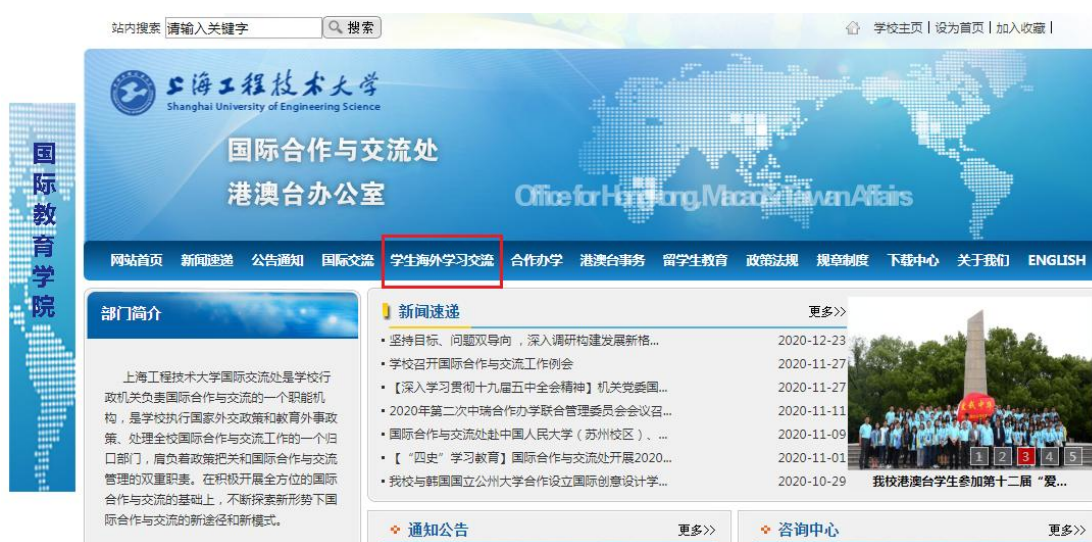 站内搜素 请输入关键字 搜索 学校主页 | 设为首页 | 加入收藏 |
上海工程技术大学
Shanghai University of Engineering Science
国际合作与交流处
港澳台办公室
Office for Hong Kong, Macao & Taiwan Affairs
国际教育学院
网站首页 新闻速递 公告通知 国际交流 学生海外学习交流 合作办学 港澳台事务 留学生教育 政策法规 规章制度 下载中心 关于我们 ENGLISH
部门简介
上海工程技术大学国际交流处是学校行
政机关负责国际合作与交流的一个职能机
构，是学校执行国家外交政策和教育外事政
策、处理全校国际合作与交流工作的一个归
口部门，肩负着政策把关和国际合作与交流
管理的双重职责。在积极开展全方位的国际
合作与交流的基础上，不断探索新形势下国
际合作与交流的新途径和新模式。
新闻速递 更多>>
▪ 坚持目标、问题双导向 ，深入调研构建发展新格... 2020-12-23
▪ 学校召开国际合作与交流工作例会 2020-11-27
▪ 【深入学习贯彻十九届五中全会精神】机关党委国... 2020-11-27
▪ 2020年第二次中瑞合作办学联合管理委员会会议召... 2020-11-11
▪ 国际合作与交流处赴中国人民大学（苏州校区）、... 2020-11-09
▪ 【 “四史” 学习教育】国际合作与交流处开展2020... 2020-11-01
▪ 我校与韩国国立公州大学合作设立国际创意设计学... 2020-10-29
1 2 3 4 5
我校港澳台学生参加第十二届“爱...
通知公告 更多>>
咨询中心 更多>>